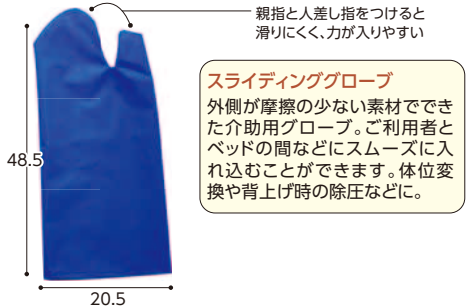 親指と人差し指をつけると
滑りにくく、力が入りやすい
スライディンググローブ
外側が摩擦の少ない素材ででき
た介助用グローブ。ご利用者と
ベッドの間などにスムーズに入
れ込むことができます。体位変
換や背上げ時の除圧などに。
48.5
20.5